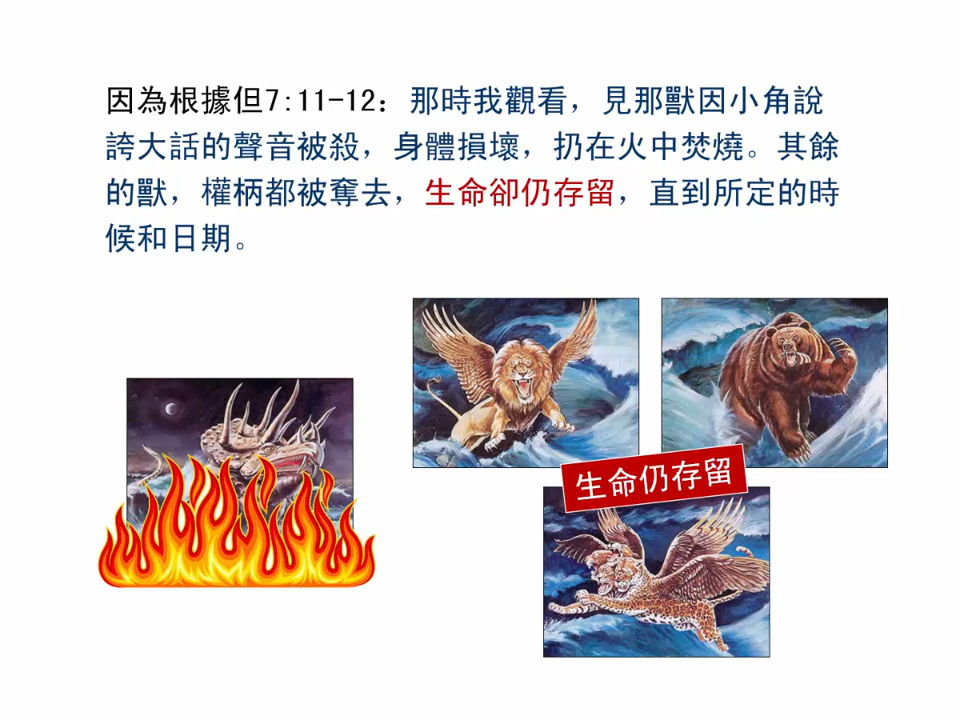 因為根據但7:11-12：那時我觀看，見那獸因小角說
誇大話的聲音被殺，身體損壞，扔在火中焚燒。其餘
的獸，權柄都被奪去，生命卻仍存留，直到所定的時
候和日期。
生命仍存留